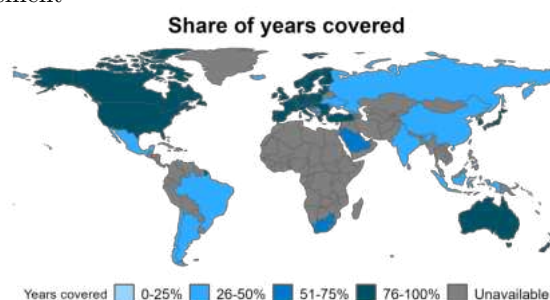 Share of years covered
Years covered 0-25% 26-50% 51-75% 76-100% Unavailable